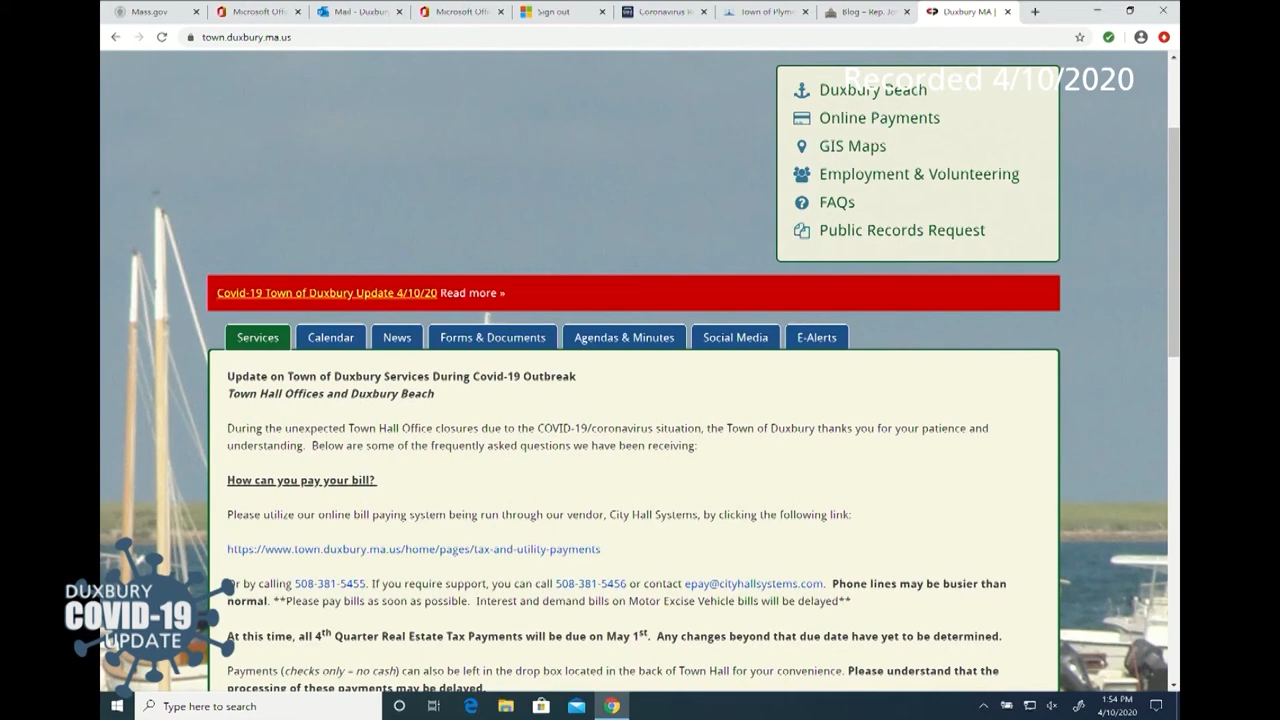 Mass.gov
Microsoft Offi
Mail - Duxbur
Microsoft Offi
Sign out
Coronavirus R
Town of Plym
Blog – Rep. Jo
Duxbury MA |
town.duxbury.ma.us
Recorded 4/10/2020
Duxbury Beach
Online Payments
GIS Maps
Employment & Volunteering
FAQs
Public Records Request
Covid-19 Town of Duxbury Update 4/10/20 Read more »
Services
Calendar
News
Forms & Documents
Agendas & Minutes
Social Media
E-Alerts
Update on Town of Duxbury Services During Covid-19 Outbreak
Town Hall Offices and Duxbury Beach
During the unexpected Town Hall Office closures due to the COVID-19/coronavirus situation, the Town of Duxbury thanks you for your patience and
understanding. Below are some of the frequently asked questions we have been receiving:
How can you pay your bill?
Please utilize our online bill paying system being run through our vendor, City Hall Systems, by clicking the following link:
https://www.town.duxbury.ma.us/home/pages/tax-and-utility-payments
Or by calling 508-381-5455. If you require support, you can call 508-381-5456 or contact epay@cityhallsystems.com. Phone lines may be busier than
normal. **Please pay bills as soon as possible. Interest and demand bills on Motor Excise Vehicle bills will be delayed**
At this time, all 4th Quarter Real Estate Tax Payments will be due on May 1st. Any changes beyond that due date have yet to be determined.
Payments (checks only – no cash) can also be left in the drop box located in the back of Town Hall for your convenience. Please understand that the
processing of these payments may be delayed.
DUXBURY
COVID-19
UPDATE
Type here to search
1:54 PM
4/10/2020